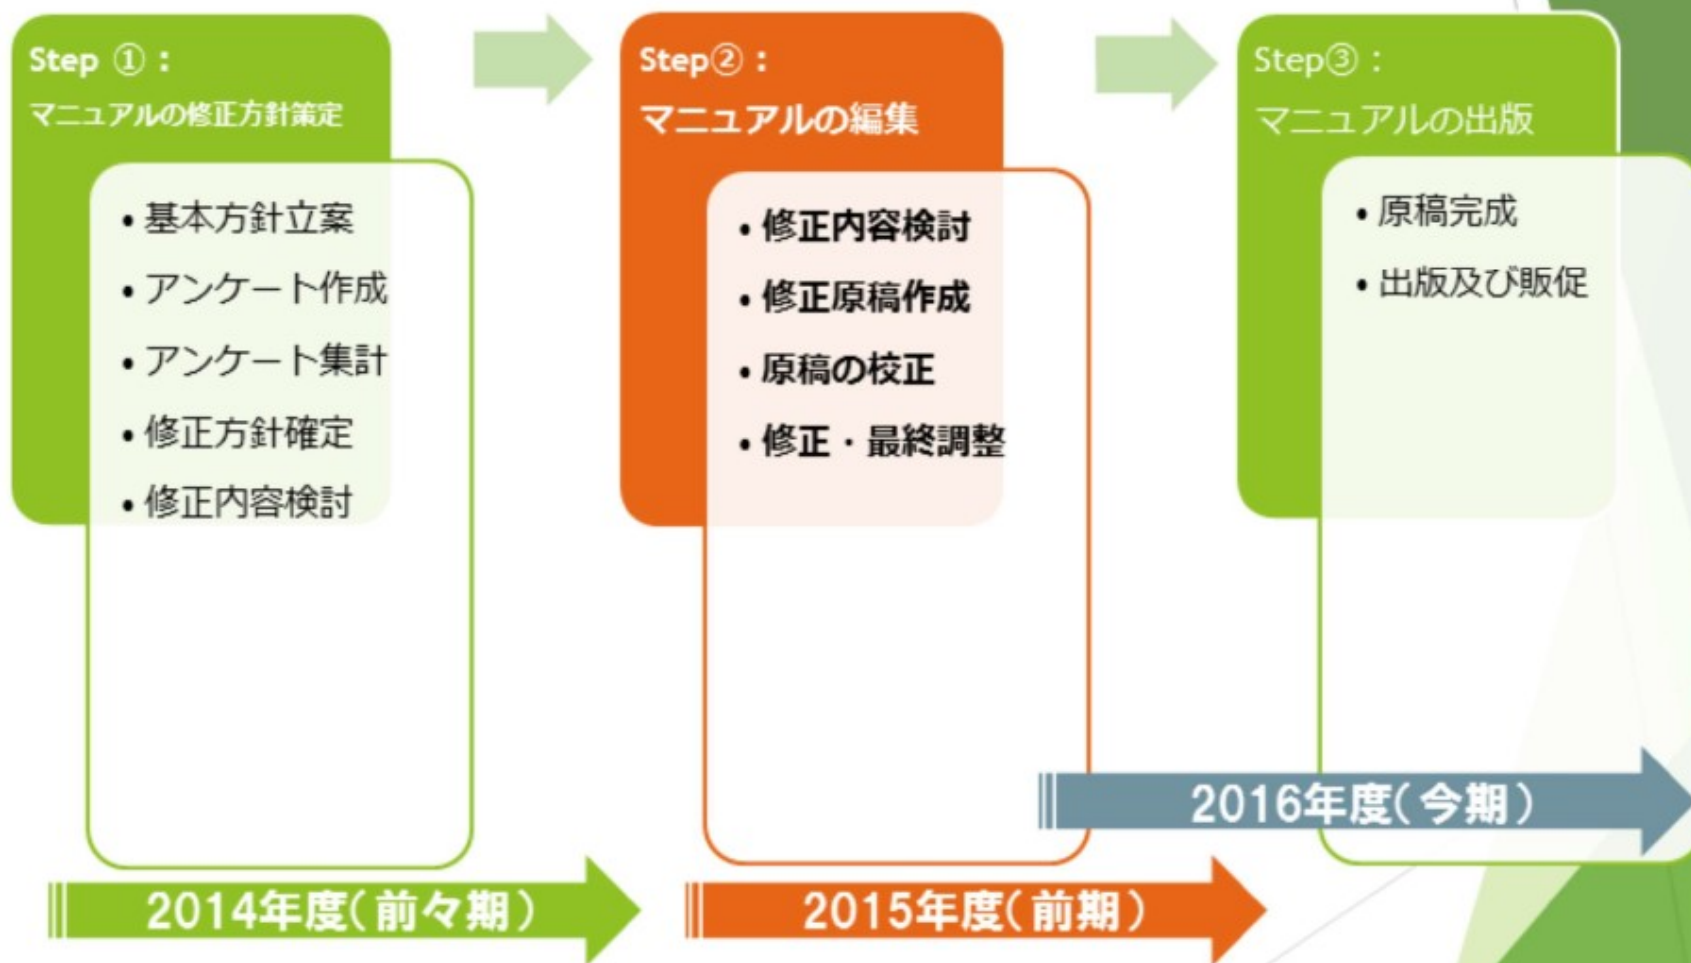 Step ①：
マニュアルの修正方針策定
• 基本方針立案
• アンケート作成
• アンケート集計
• 修正方針確定
• 修正内容検討
Step②：
マニュアルの編集
• 修正内容検討
• 修正原稿作成
• 原稿の校正
• 修正・最終調整
Step③：
マニュアルの出版
• 原稿完成
• 出版及び販促
2014年度(前々期)
2015年度(前期)
2016年度(今期)